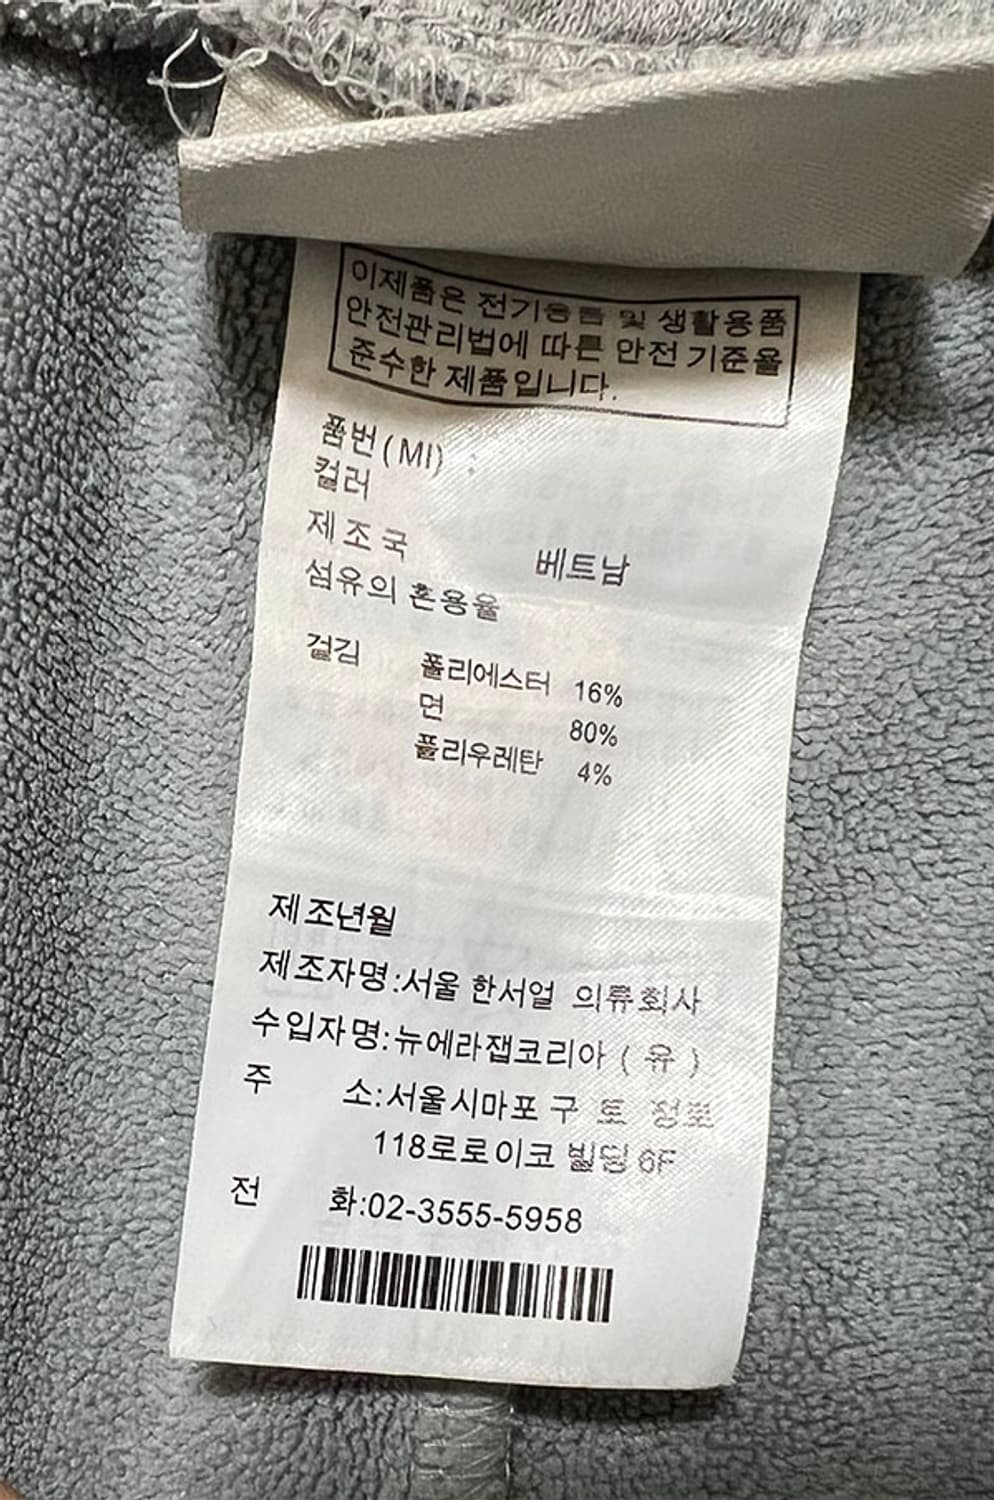 이제품은 전기용품 및 생활용품
안전관리법에 따른 안전기준을
준수한 제품입니다.
품번(MI) :
컬러
제조국 베트남
섬유의 혼용율
겉김 폴리에스터 16%
면 80%
플리우레탄 4%
제조년월
제조자명:서울 한서얼 의류회사
수입자명:뉴에라잽코리아 ( 유 )
주 소:서울시마포 구 토 정로
118로로이코 빌딩 6F
전 화:02-3555-5958